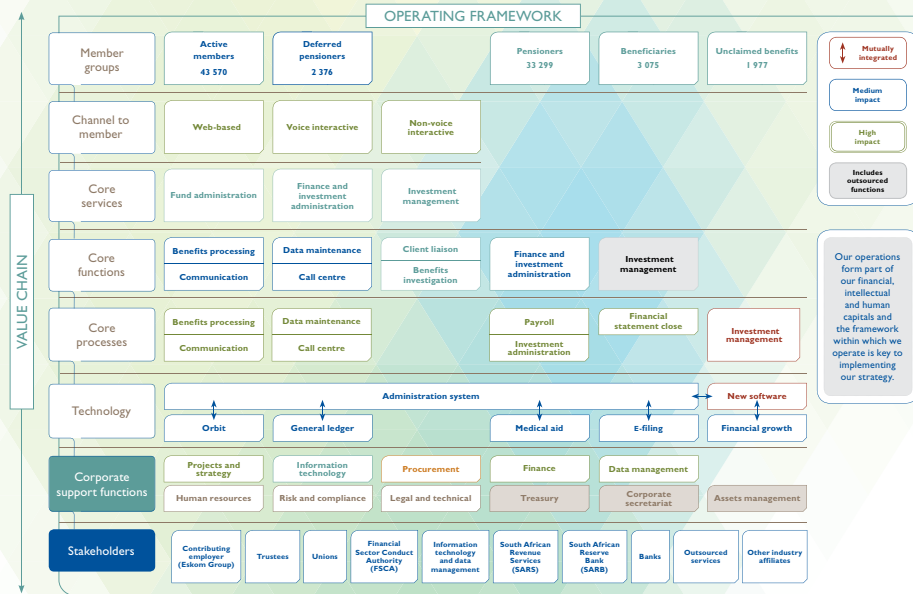 OPERATING FRAMEWORK
VALUE CHAIN
Member
groups
Active
members
43 570
Deferred
pensioners
2 376
Pensioners
33 299
Beneficiaries
3 075
Unclaimed benefits
1 977
Channel to
member
Web-based
Voice interactive
Non-voice
interactive
Core
services
Fund administration
Finance and
investment
administration
Investment
management
Core
functions
Benefits processing
Communication
Data maintenance
Call centre
Client liaison
Benefits
investigation
Finance and
investment
administration
Investment
management
Core
processes
Benefits processing
Communication
Data maintenance
Call centre
Payroll
Investment
administration
Financial
statement close
Investment
management
Technology
Administration system
New software
Orbit
General ledger
Medical aid
E-filing
Financial growth
Corporate
support functions
Projects and
strategy
Information
technology
Procurement
Finance
Data management
Human resources
Risk and compliance
Legal and technical
Treasury
Corporate
secretariat
Assets management
Stakeholders
Contributing
employer
(Eskom Group)
Trustees
Unions
Financial
Sector Conduct
Authority
(FSCA)
Information
technology
and data
management
South African
Revenue
Services
(SARS)
South African
Reserve
Bank
(SARB)
Banks
Outsourced
services
Other industry
affiliates
Mutually
integrated
Medium
impact
High
impact
Includes
outsourced
functions
Our operations
form part of
our financial,
intellectual
and human
capitals and
the framework
within which we
operate is key to
implementing
our strategy.